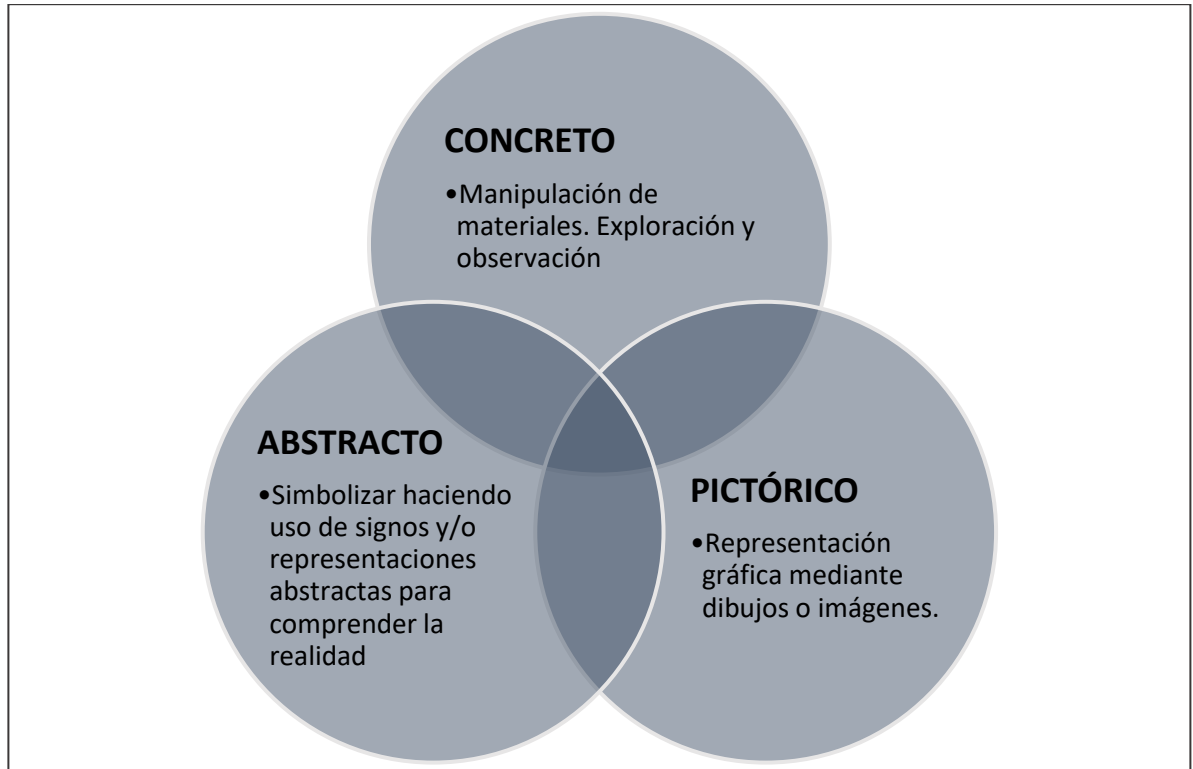 CONCRETO
•Manipulación de
materiales. Exploración y
observación
ABSTRACTO
•Simbolizar haciendo
uso de signos y/o
representaciones
abstractas para
comprender la
realidad
PICTÓRICO
•Representación
gráfica mediante
dibujos o imágenes.